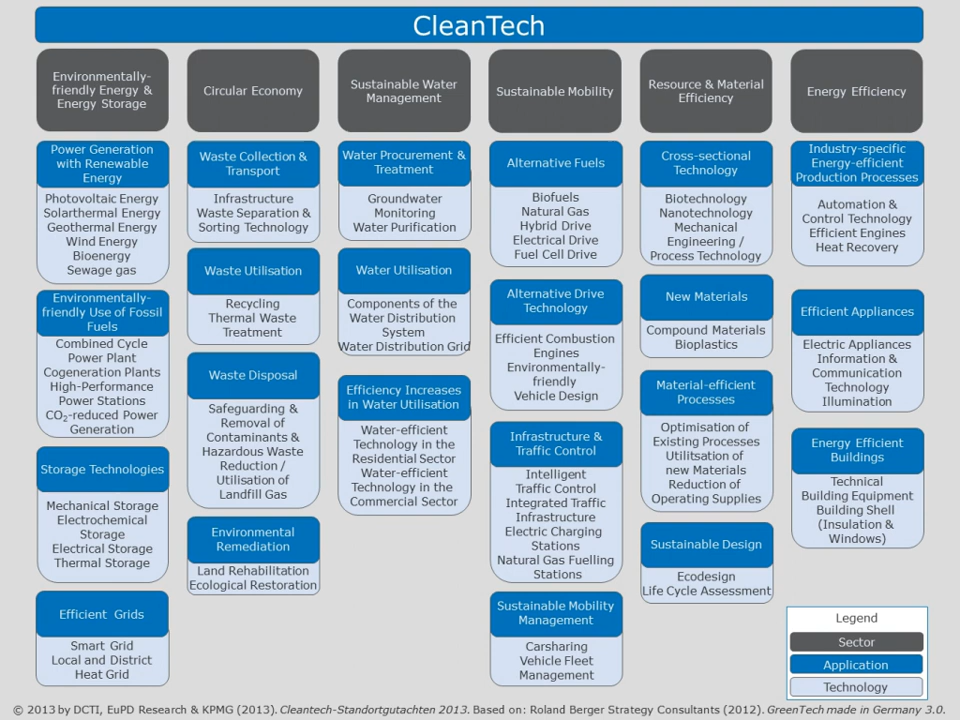 CleanTech
Environmentally-
friendly Energy &
Energy Storage
Circular Economy
Sustainable Water
Management
Sustainable Mobility
Resource & Material
Efficiency
Energy Efficiency
Power Generation
with Renewable
Energy
Photovoltaic Energy
Solarthermal Energy
Geothermal Energy
Wind Energy
Bioenergy
Sewage gas
Environmentally-
friendly Use of Fossil
Fuels
Combined Cycle
Power Plant
Cogeneration Plants
High-Performance
Power Stations
CO2-reduced Power
Generation
Storage Technologies
Mechanical Storage
Electrochemical
Storage
Electrical Storage
Thermal Storage
Efficient Grids
Smart Grid
Local and District
Heat Grid
Waste Collection &
Transport
Infrastructure
Waste Separation &
Sorting Technology
Waste Utilisation
Recycling
Thermal Waste
Treatment
Waste Disposal
Safeguarding &
Removal of
Contaminants &
Hazardous Waste
Reduction /
Utilisation of
Landfill Gas
Environmental
Remediation
Land Rehabilitation
Ecological Restoration
Water Procurement &
Treatment
Groundwater
Monitoring
Water Purification
Water Utilisation
Components of the
Water Distribution
System
Water Distribution Grid
Efficiency Increases
in Water Utilisation
Water-efficient
Technology in the
Residential Sector
Water-efficient
Technology in the
Commercial Sector
Alternative Fuels
Biofuels
Natural Gas
Hybrid Drive
Electrical Drive
Fuel Cell Drive
Alternative Drive
Technology
Efficient Combustion
Engines
Environmentally-
friendly
Vehicle Design
Infrastructure &
Traffic Control
Intelligent
Traffic Control
Integrated Traffic
Infrastructure
Electric Charging
Stations
Natural Gas Fuelling
Stations
Sustainable Mobility
Management
Carsharing
Vehicle Fleet
Management
Cross-sectional
Technology
Biotechnology
Nanotechnology
Mechanical
Engineering /
Process Technology
New Materials
Compound Materials
Bioplastics
Material-efficient
Processes
Optimisation of
Existing Processes
Utilitsation of
new Materials
Reduction of
Operating Supplies
Sustainable Design
Ecodesign
Life Cycle Assessment
Industry-specific
Energy-efficient
Production Processes
Automation &
Control Technology
Efficient Engines
Heat Recovery
Efficient Appliances
Electric Appliances
Information &
Communication
Technology
Illumination
Energy Efficient
Buildings
Technical
Building Equipment
Building Shell
(Insulation &
Windows)
Legend
Sector
Application
Technology
© 2013 by DCTI, EuPD Research & KPMG (2013). Cleantech-Standortgutachten 2013. Based on: Roland Berger Strategy Consultants (2012). GreenTech made in Germany 3.0.